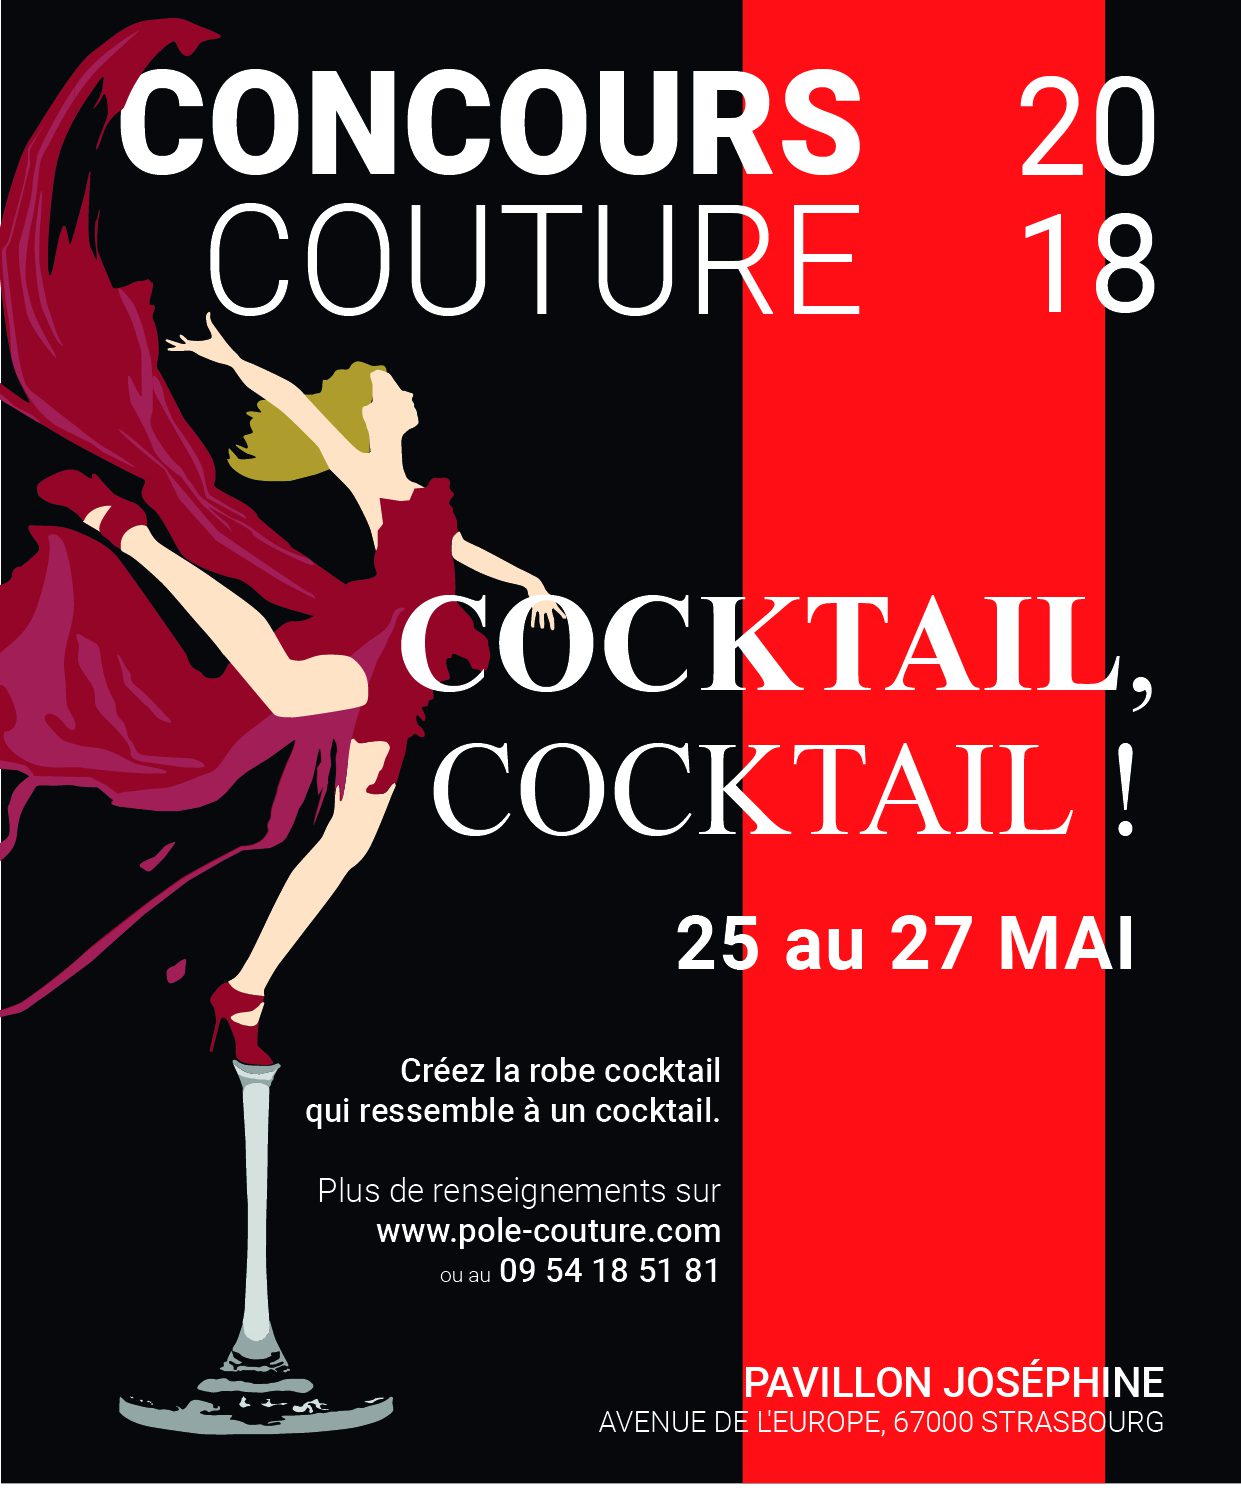 CONCOURS
COUTURE
20
18
COCKTAIL,
COCKTAIL !
25 au 27 MAI
Créez la robe cocktail
qui ressemble à un cocktail.
Plus de renseignements sur
www.pole-couture.com
ou au 09 54 18 51 81
PAVILLON JOSÉPHINE
AVENUE DE L'EUROPE, 67000 STRASBOURG